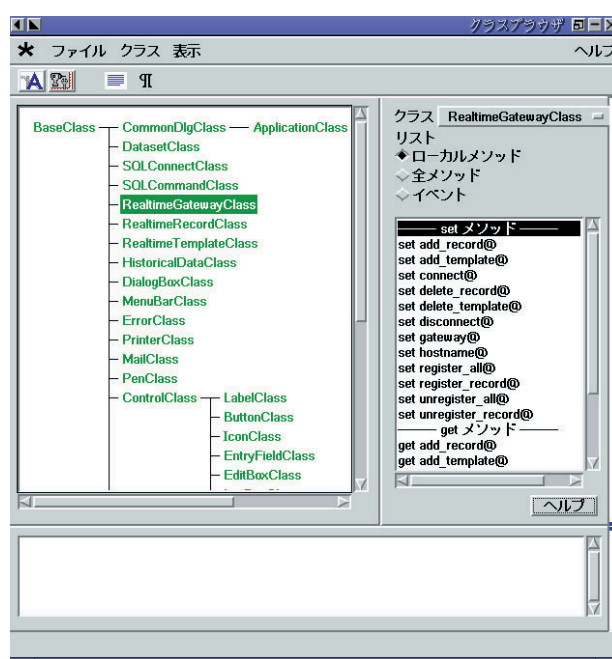 クラスブラウザ
ファイル クラス 表示 ヘルプ
A ¶
BaseClass CommonDlgClass ApplicationClass
DatasetClass
SQLConnectClass
SQLCommandClass
RealtimeGatewayClass
RealtimeRecordClass
RealtimeTemplateClass
HistoricalDataClass
DialogBoxClass
MenuBarClass
ErrorClass
PrinterClass
MailClass
PenClass
ControlClass LabelClass
ButtonClass
IconClass
EntryFieldClass
EditBoxClass
クラス RealtimeGatewayClass
リスト
ローカルメソッド
全メソッド
イベント
set メソッド
set add_record@
set add_template@
set connect@
set delete_record@
set delete_template@
set disconnect@
set gateway@
set hostname@
set register_all@
set register_record@
set unregister_all@
set unregister_record@
get メソッド
get add_record@
get add_template@
ヘルプ